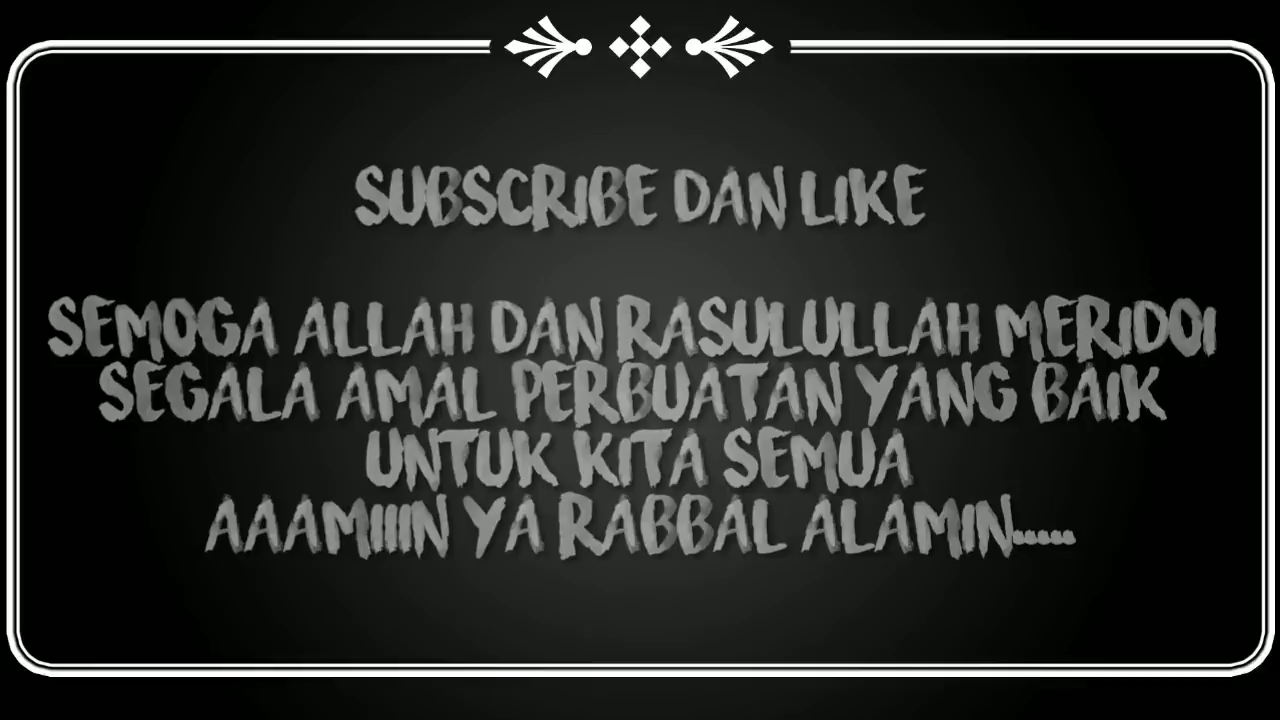 SUBSCRIBE DAN LIKE
SEMOGA ALLAH DAN RASULULLAH MERIDOI
SEGALA AMAL PERBUATAN YANG BAIK
UNTUK KITA SEMUA
AAAMIIIN YA RABBAL ALAMIN.....